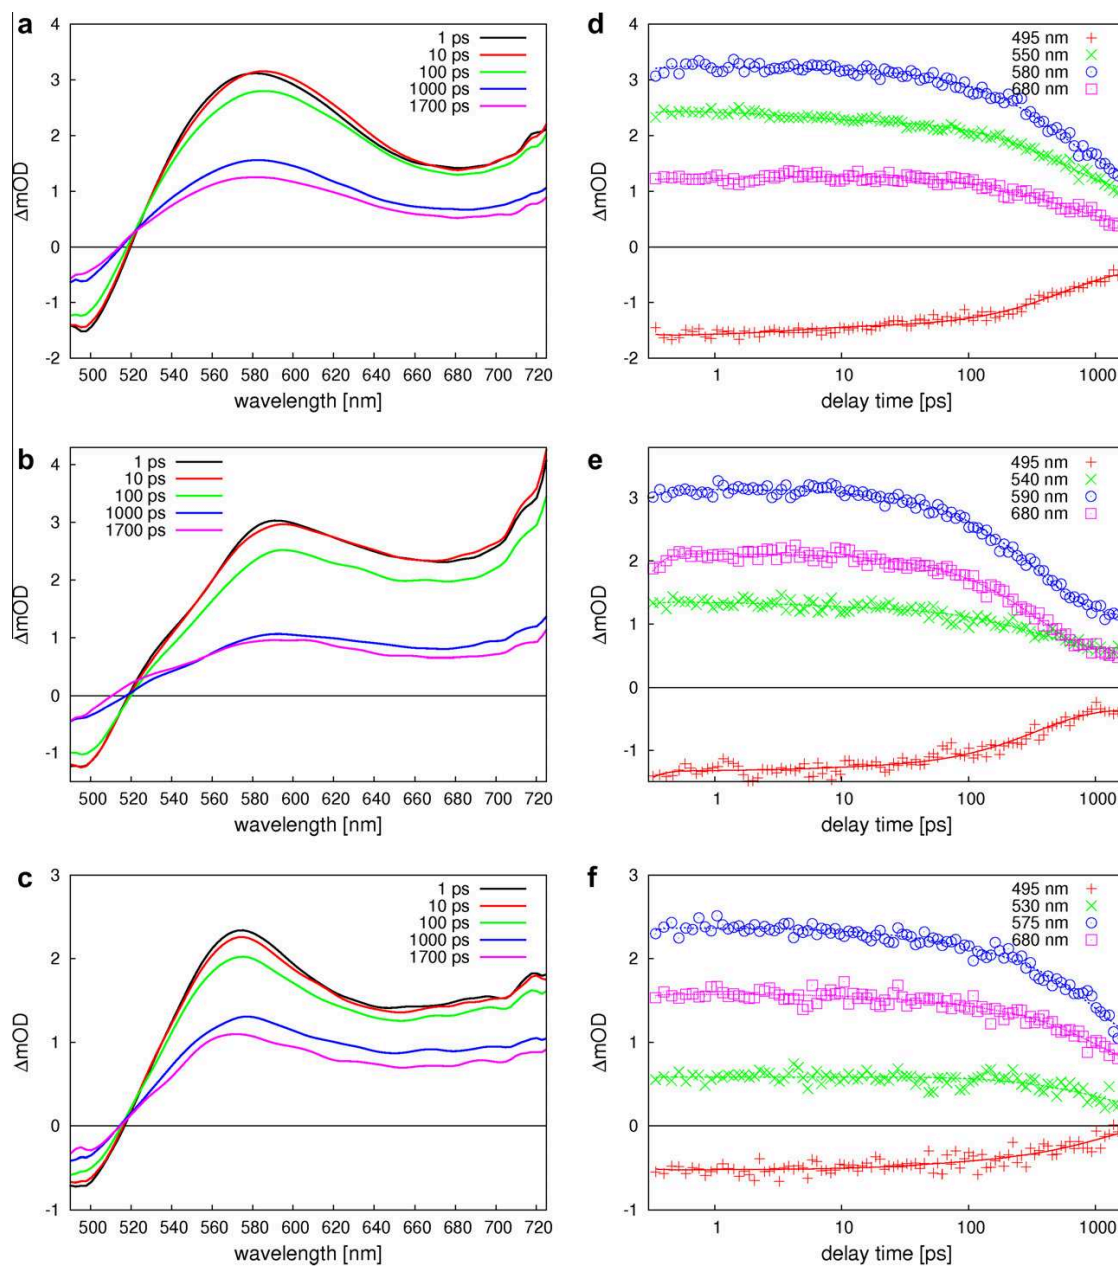 a
4
3
2
1
0
-1
-2
ΔmOD
1 ps
10 ps
100 ps
1000 ps
1700 ps
500 520 540 560 580 600 620 640 660 680 700 720
wavelength [nm]
d
4
3
2
1
0
-1
-2
ΔmOD
495 nm
550 nm
580 nm
680 nm
1 10 100 1000
delay time [ps]
b
4
3
2
1
0
-1
ΔmOD
1 ps
10 ps
100 ps
1000 ps
1700 ps
500 520 540 560 580 600 620 640 660 680 700 720
wavelength [nm]
e
3
2
1
0
-1
ΔmOD
495 nm
540 nm
590 nm
680 nm
1 10 100 1000
delay time [ps]
c
3
2
1
0
-1
ΔmOD
1 ps
10 ps
100 ps
1000 ps
1700 ps
500 520 540 560 580 600 620 640 660 680 700 720
wavelength [nm]
f
3
2
1
0
-1
ΔmOD
495 nm
530 nm
575 nm
680 nm
1 10 100 1000
delay time [ps]